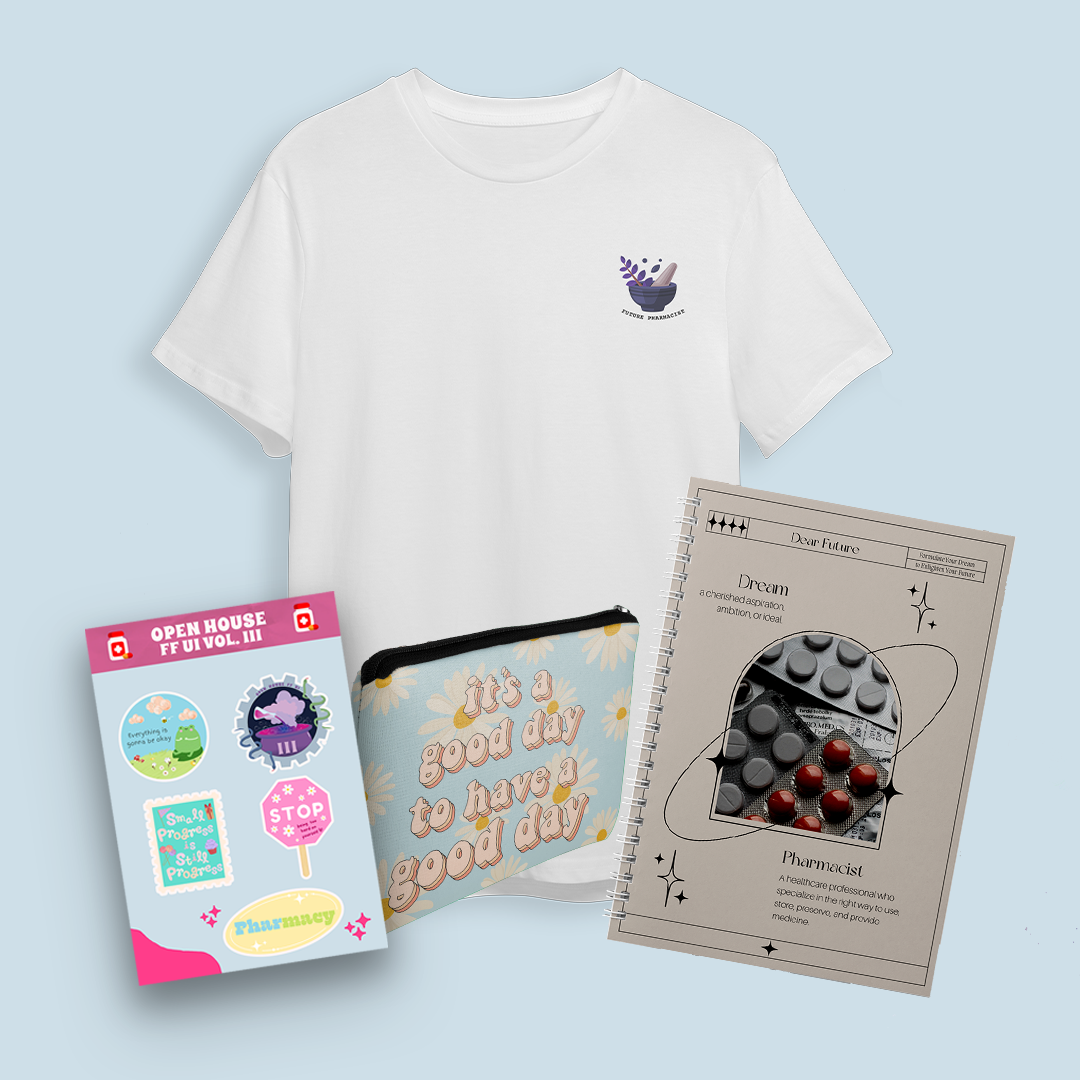 FUTURE PHARMACIST
OPEN HOUSE
FF UI VOL. III
Everything is
gonna be okay
III
Small
Progress
is
Still
Progress
STOP
Pharmacy
it's a
good day
to have a
good day
Dear Future
Formulate Your Dream
to Enlighten Your Future
Dream
a cherished aspiration,
ambition, or ideal.
Pharmacist
A healthcare professional who
specialize in the right way to use,
store, preserve, and provide
medicine.